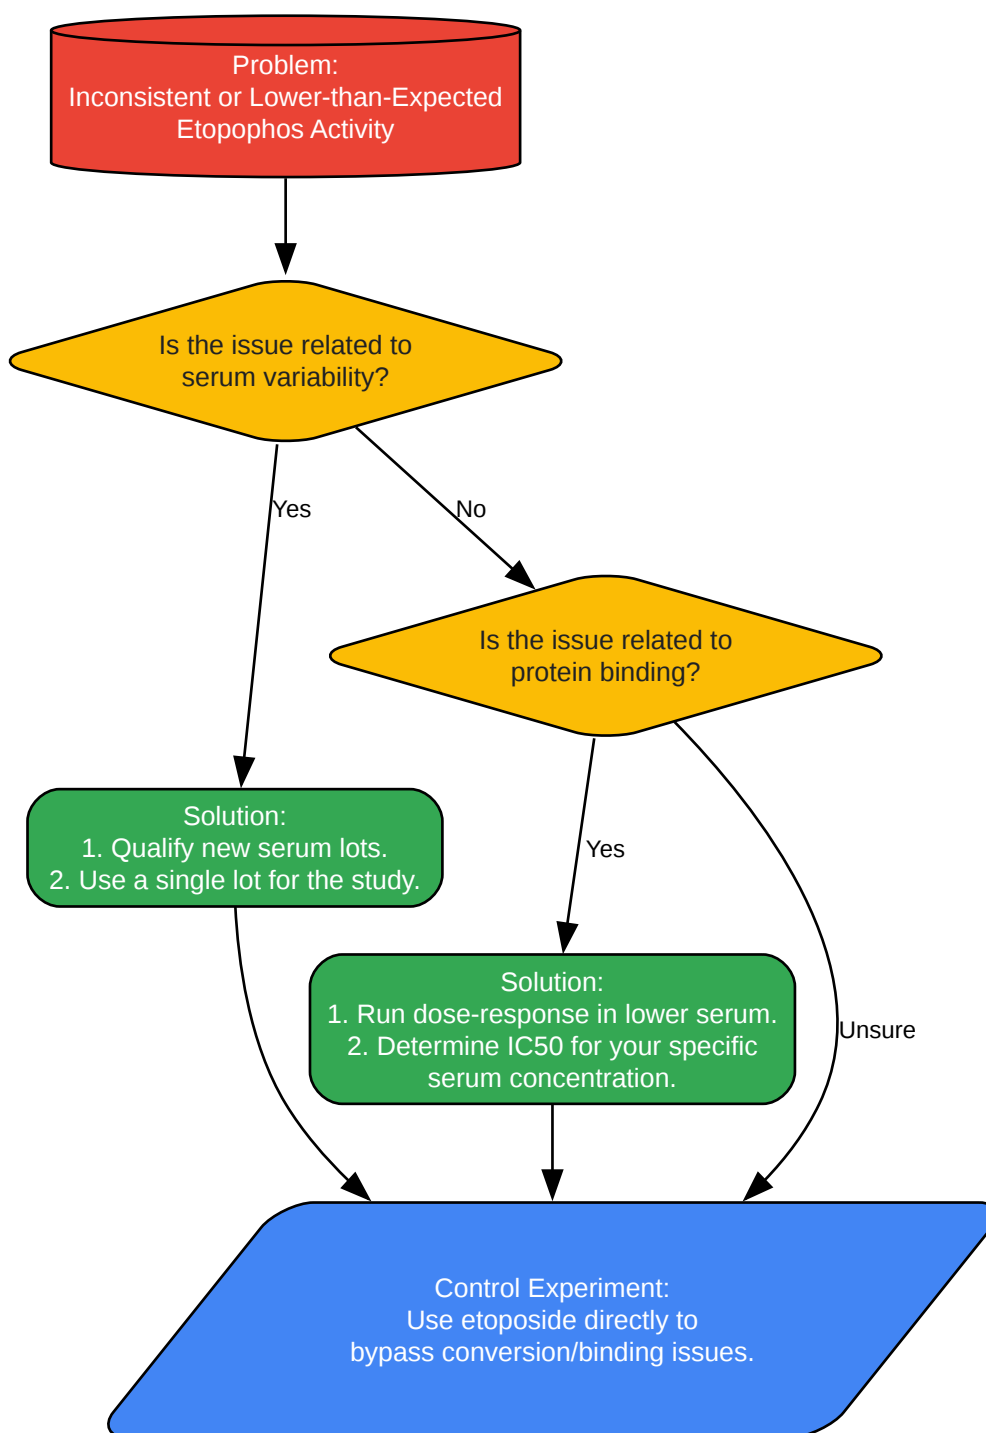 Problem:
Inconsistent or Lower-than-Expected
Etopophos Activity
Is the issue related to
serum variability?
Yes
No
Is the issue related to
protein binding?
Solution:
1. Qualify new serum lots.
2. Use a single lot for the study.
Yes
Solution:
1. Run dose-response in lower serum.
2. Determine IC50 for your specific
serum concentration.
Unsure
Control Experiment:
Use etoposide directly to
bypass conversion/binding issues.